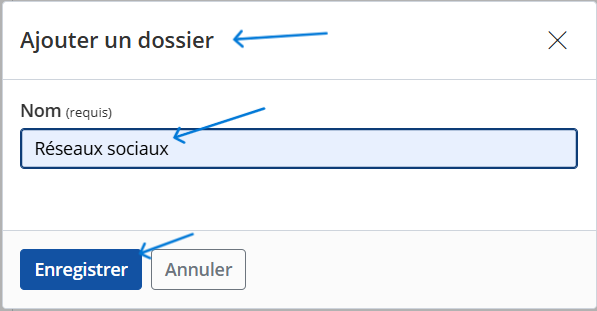 Ajouter un dossier
Nom (requis)
Réseaux sociaux
Enregistrer Annuler